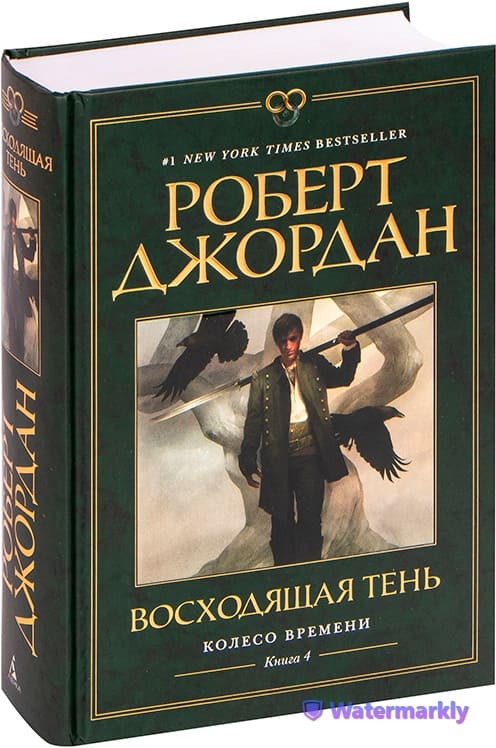 #1 NEW YORK TIMES BESTSELLER
РОБЕРТ
ДЖОРДАН
ВОСХОДЯЩАЯ ТЕНЬ
КОЛЕСО ВРЕМЕНИ
Книга 4
ВОСХОДЯЩАЯ
ТЕНЬ
РОБЕРТ
ДЖОРДАН
Watermarkly